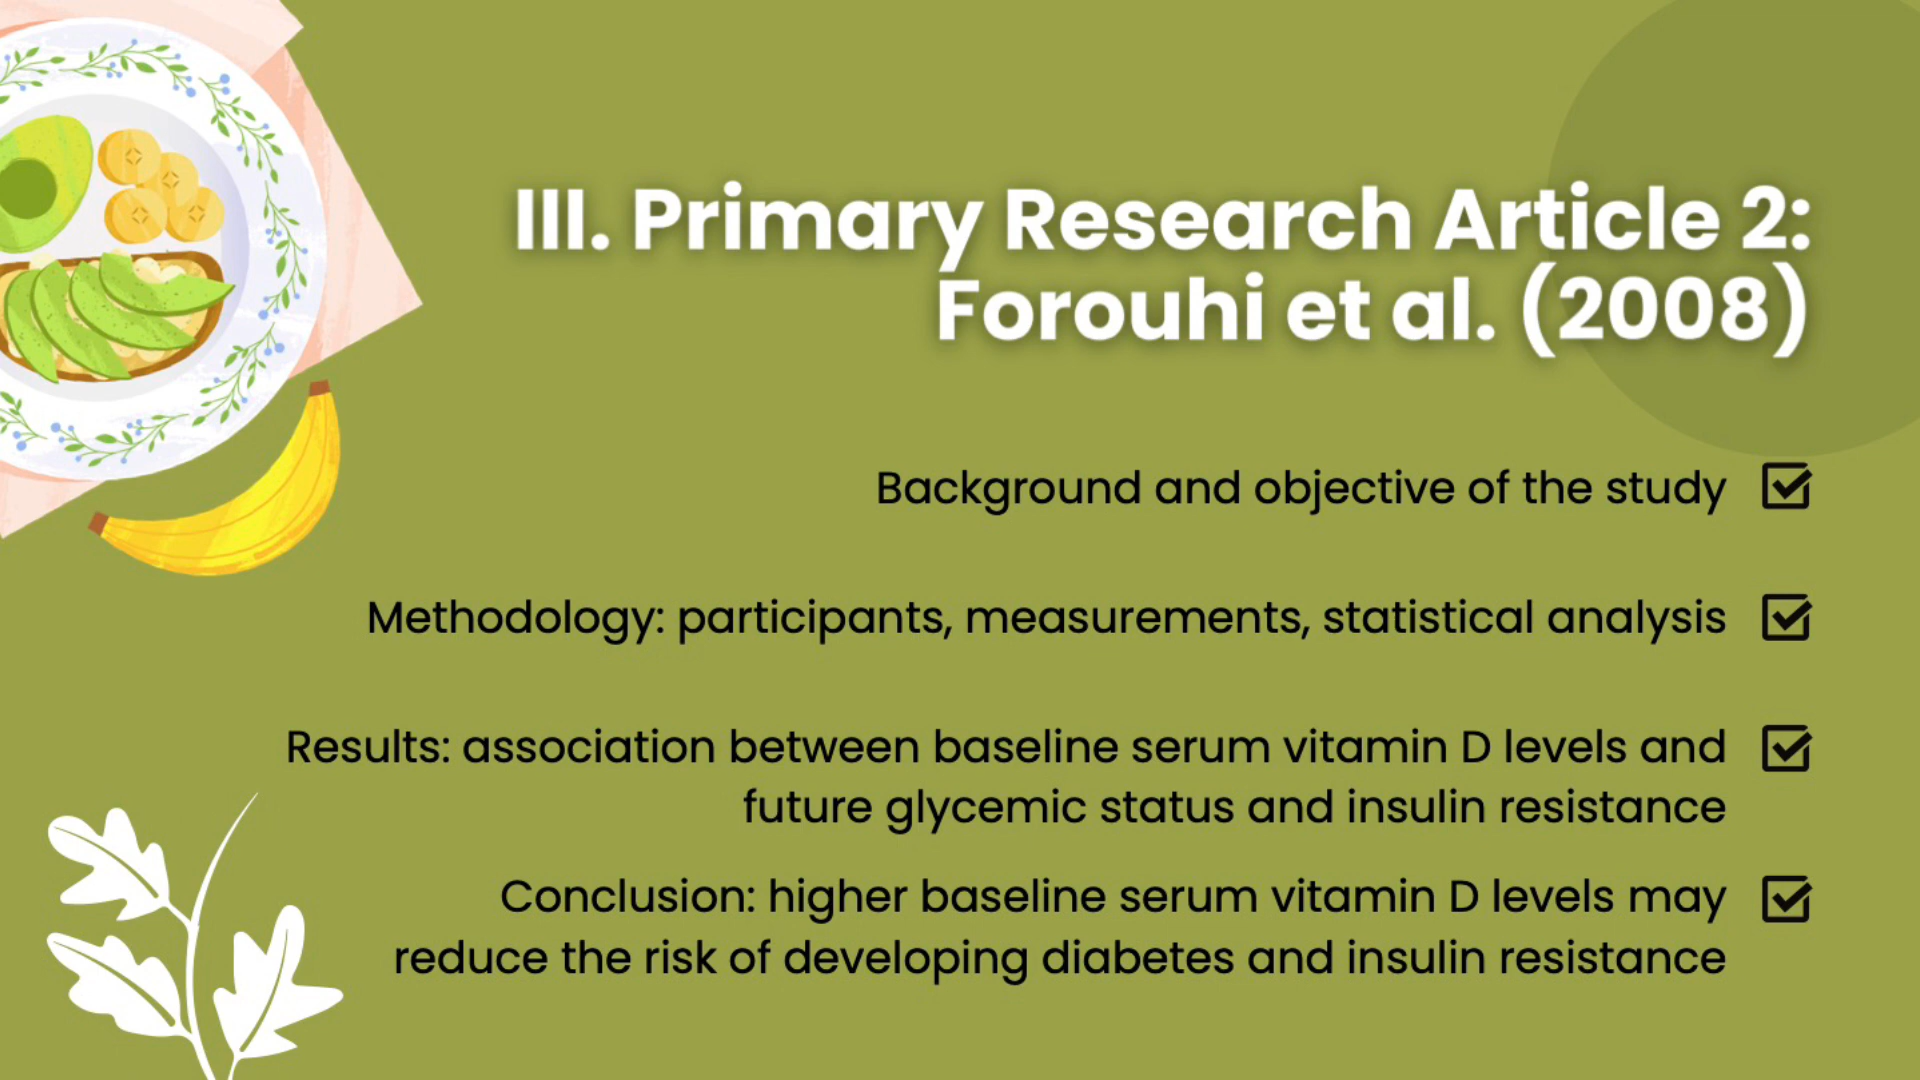 III. Primary Research Article 2:
Forouhi et al. (2008)
Background and objective of the study
Methodology: participants, measurements, statistical analysis
Results: association between baseline serum vitamin D levels and
future glycemic status and insulin resistance
Conclusion: higher baseline serum vitamin D levels may
reduce the risk of developing diabetes and insulin resistance